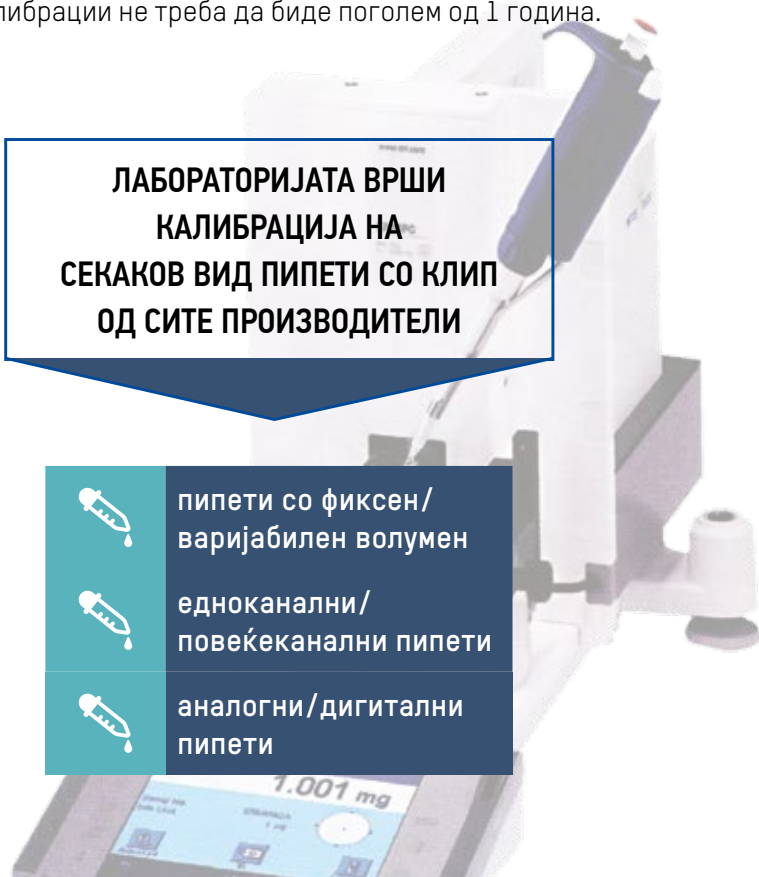 либрации не треба да биде поголем од 1 година.
ЛАБОРАТОРИЈАТА ВРШИ
КАЛИБРАЦИЈА НА
СЕКАКОВ ВИД ПИПЕТИ СО КЛИП
ОД СИТЕ ПРОИЗВОДИТЕЛИ
пипети со фиксен/
варијабилен волумен
едноканални/
повеќеканални пипети
аналогни/дигитални
пипети
1.001 mg